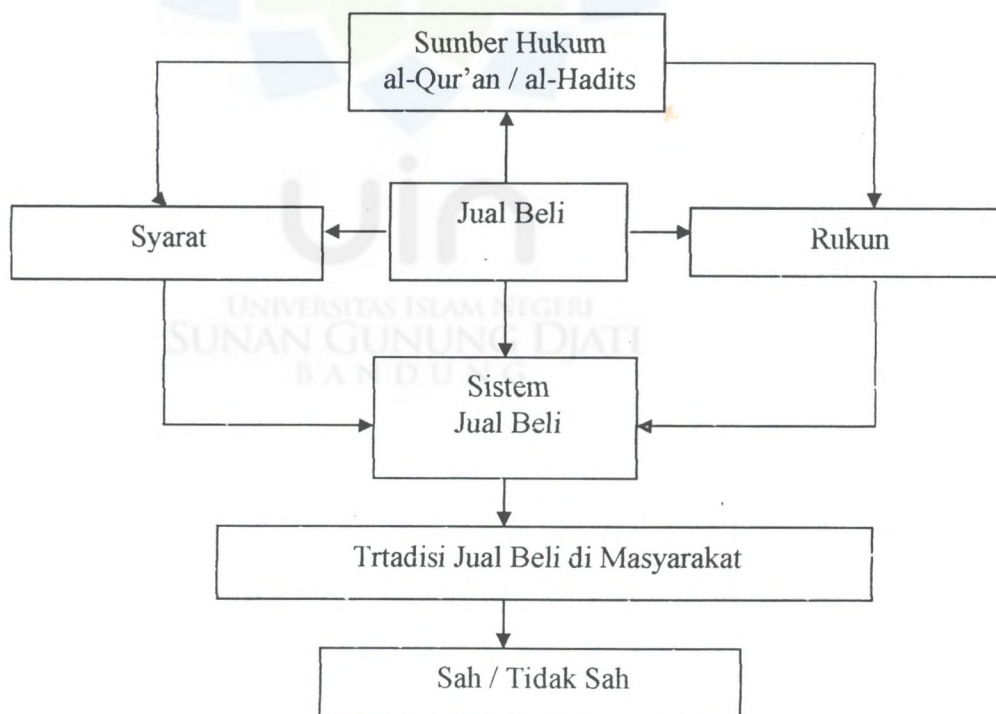 Sumber Hukum
al-Qur'an / al-Hadits
Jual Beli
Syarat
Rukun
uin
UNIVERSITAS ISLAM NEGERI
SUNAN GUNUNG DJATI
BANDUNG
Sistem
Jual Beli
Trtadisi Jual Beli di Masyarakat
Sah / Tidak Sah